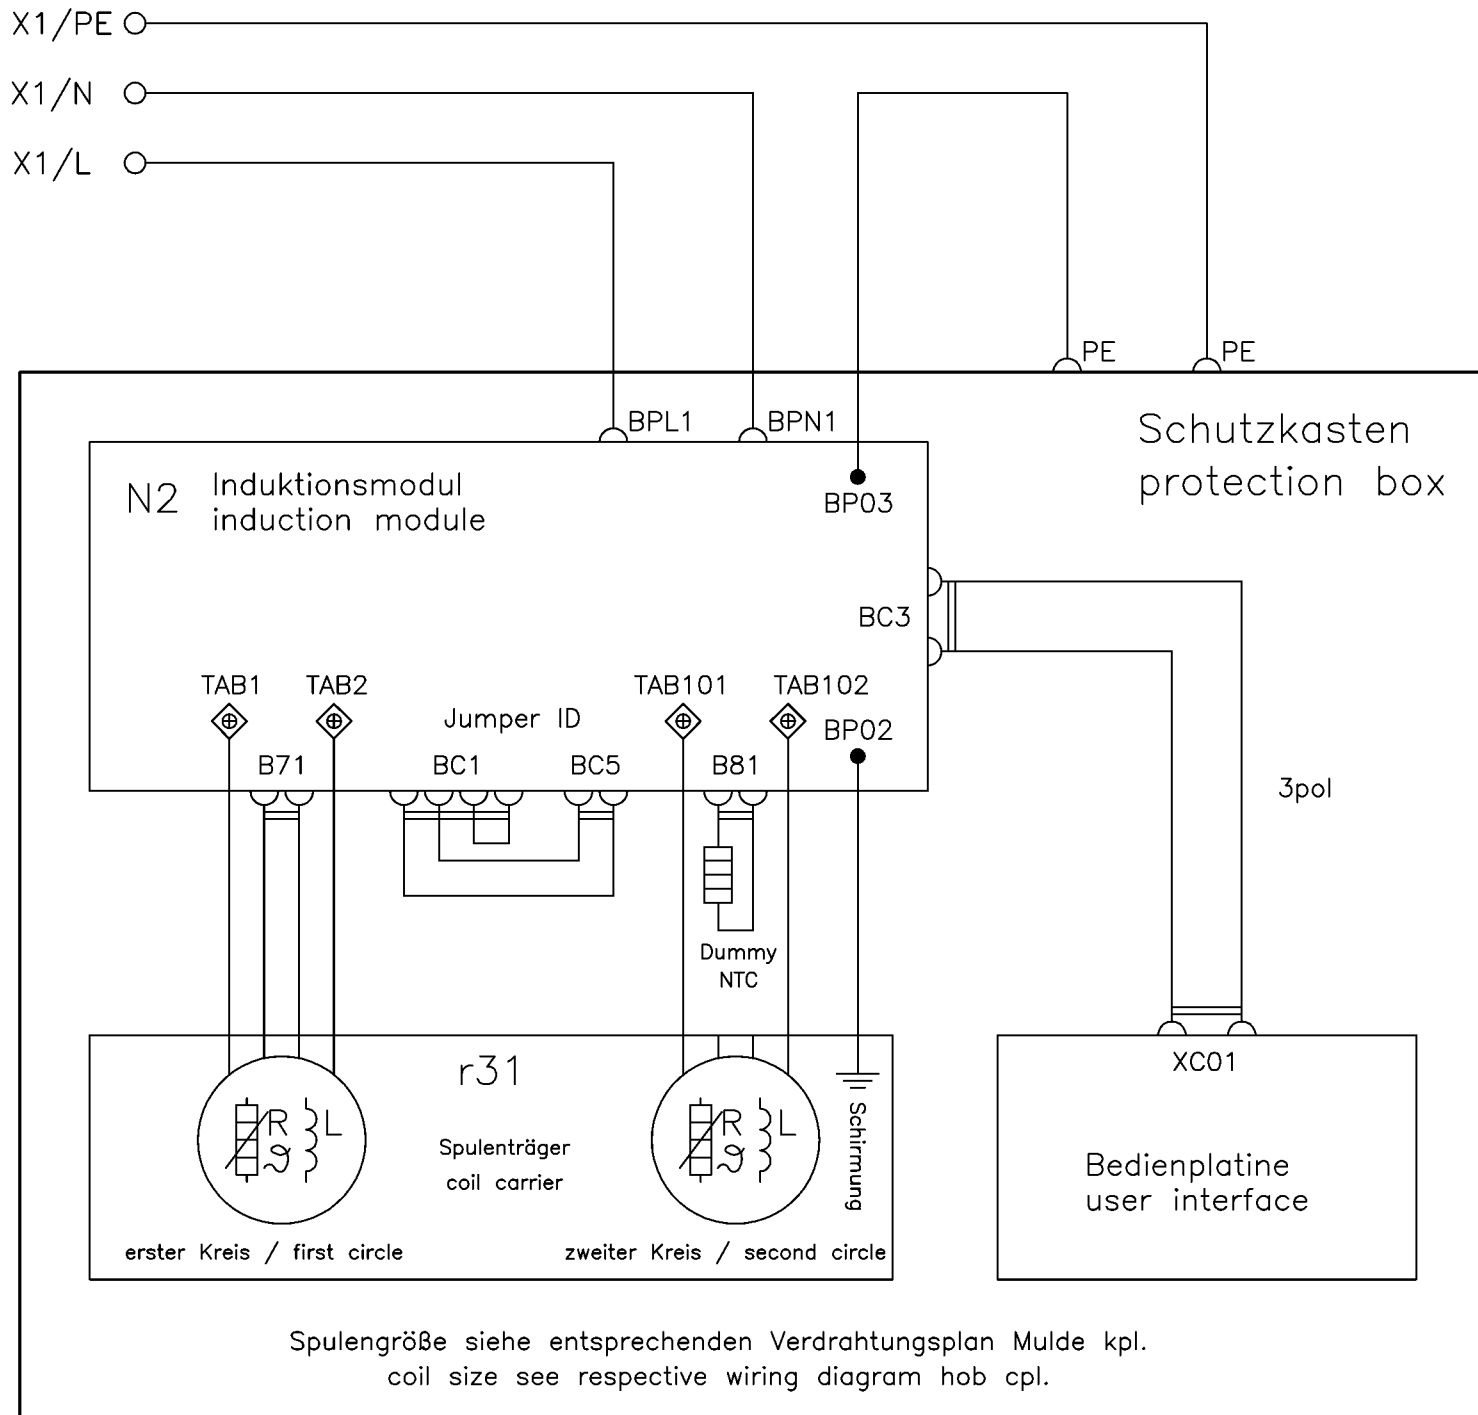 X1/PE
X1/N
X1/L
PE
PE
BPL1
BPN1
Schutzkasten
protection box
N2
Induktionsmodul
induction module
BP03
BC3
TAB1
TAB2
Jumper ID
TAB101
TAB102
BP02
B71
BC1
BC5
B81
3pol
Dummy
NTC
r31
XC01
R
L
ϑ
R
L
ϑ
Spulenträger
coil carrier
Schirmung
Bedienplatine
user interface
erster Kreis / first circle
zweiter Kreis / second circle
Spulengröße siehe entsprechenden Verdrahtungsplan Mulde kpl.
coil size see respective wiring diagram hob cpl.